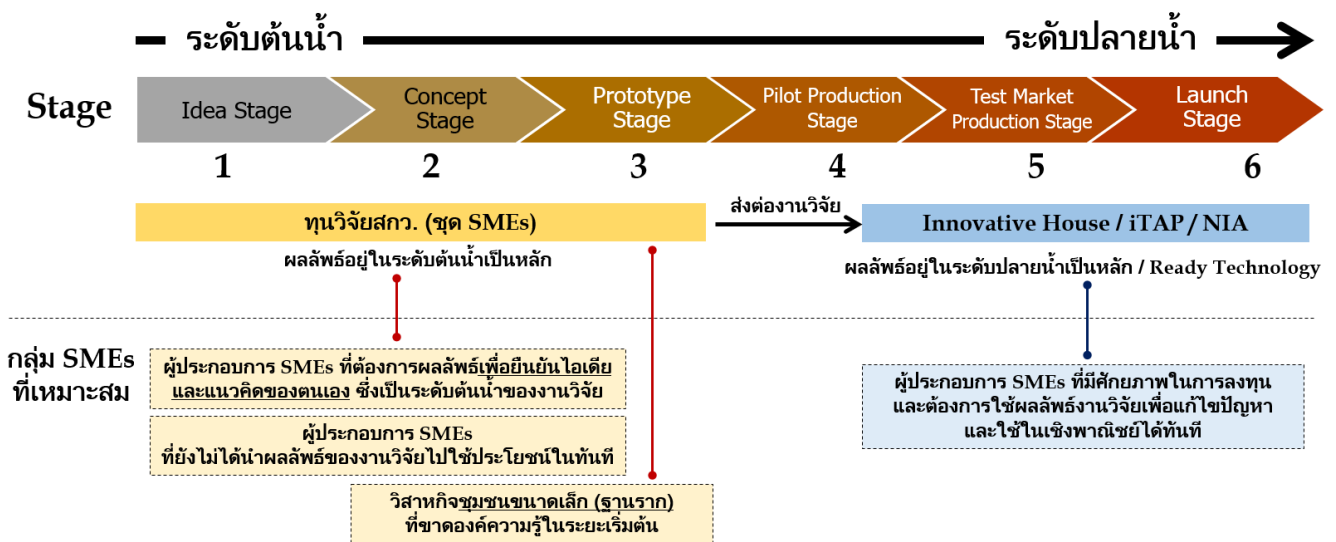 ระดับต้นน้ำ
ระดับปลายน้ำ
Stage
Idea Stage
Concept
Stage
Prototype
Stage
Pilot Production
Stage
Test Market
Production Stage
Launch
Stage
1
2
3
4
5
6
ทุนวิจัยสกว. (ชุด SMEs)
ส่งต่องานวิจัย
Innovative House / iTAP / NIA
ผลลัพธ์อยู่ในระดับต้นน้ำเป็นหลัก
ผลลัพธ์อยู่ในระดับปลายน้ำเป็นหลัก / Ready Technology
กลุ่ม SMEs
ที่เหมาะสม
ผู้ประกอบการ SMEs ที่ต้องการผลลัพธ์เพื่อยืนยันไอเดีย
และแนวคิดของตนเอง ซึ่งเป็นระดับต้นน้ำของงานวิจัย
ผู้ประกอบการ SMEs
ที่ยังไม่ได้นำผลลัพธ์ของงานวิจัยไปใช้ประโยชน์ในทันที
วิสาหกิจชุมชนขนาดเล็ก (ฐานราก)
ที่ขาดองค์ความรู้ในระยะเริ่มต้น
ผู้ประกอบการ SMEs ที่มีศักยภาพในการลงทุน
และต้องการใช้ผลลัพธ์งานวิจัยเพื่อแก้ไขปัญหา
และใช้ในเชิงพาณิชย์ได้ทันที